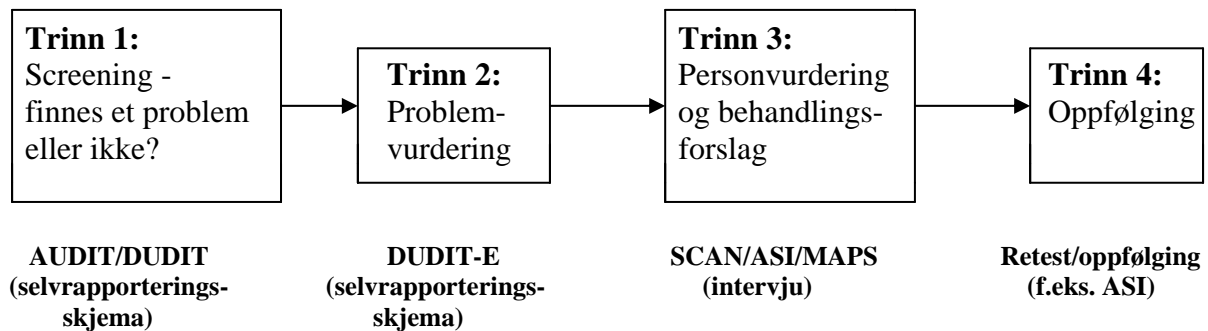 Trinn 1:
Screening -
finnes et problem
eller ikke?
Trinn 2:
Problem-
vurdering
Trinn 3:
Personvurdering
og behandlings-
forslag
Trinn 4:
Oppfølging
AUDIT/DUDIT
(selvrapporterings-
skjema)
DUDIT-E
(selvrapporterings-
skjema)
SCAN/ASI/MAPS
(intervju)
Retest/oppfølging
(f.eks. ASI)